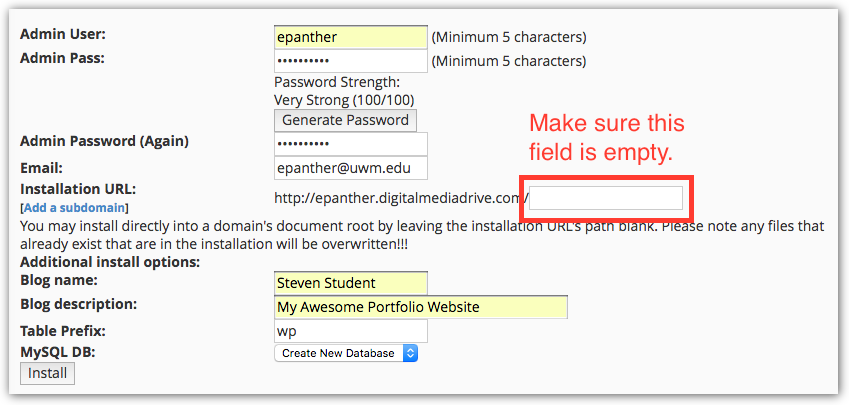 Admin User: epanther (Minimum 5 characters)
Admin Pass: •••••••••• (Minimum 5 characters)
Password Strength:
Very Strong (100/100)
Generate Password
Make sure this
field is empty.
Admin Password (Again) ••••••••••
Email: epanther@uwm.edu
Installation URL: http://epanther.digitalmediadrive.com/
[Add a subdomain]
You may install directly into a domain's document root by leaving the installation URL's path blank. Please note any files that
already exist that are in the installation will be overwritten!!!
Additional install options:
Blog name: Steven Student
Blog description: My Awesome Portfolio Website
Table Prefix: wp
MySQL DB: Create New Database
Install